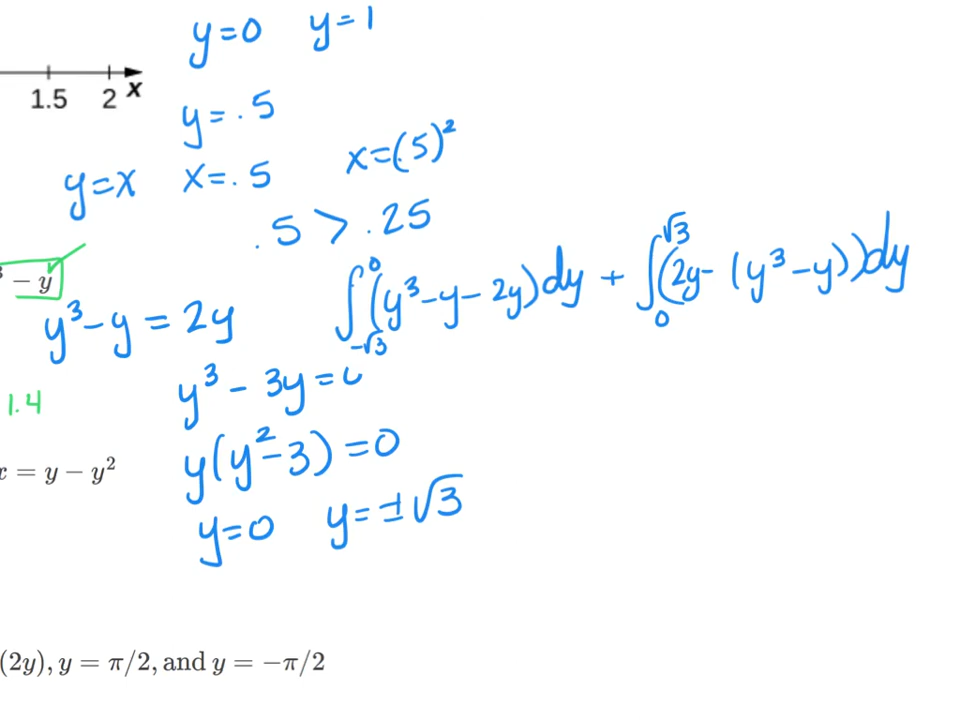 y=0 y=1
1.5 2 x
y=.5
y=x x=.5 x=(.5)²
.5 > .25
− y
y³−y = 2y ∫_{-√3}^{0} (y³−y−2y)dy + ∫_{0}^{√3} (2y−(y³−y))dy
y³ − 3y = 0
1.4
y(y²−3) = 0
x = y − y²
y=0 y=±√3
(2y), y = π/2, and y = −π/2